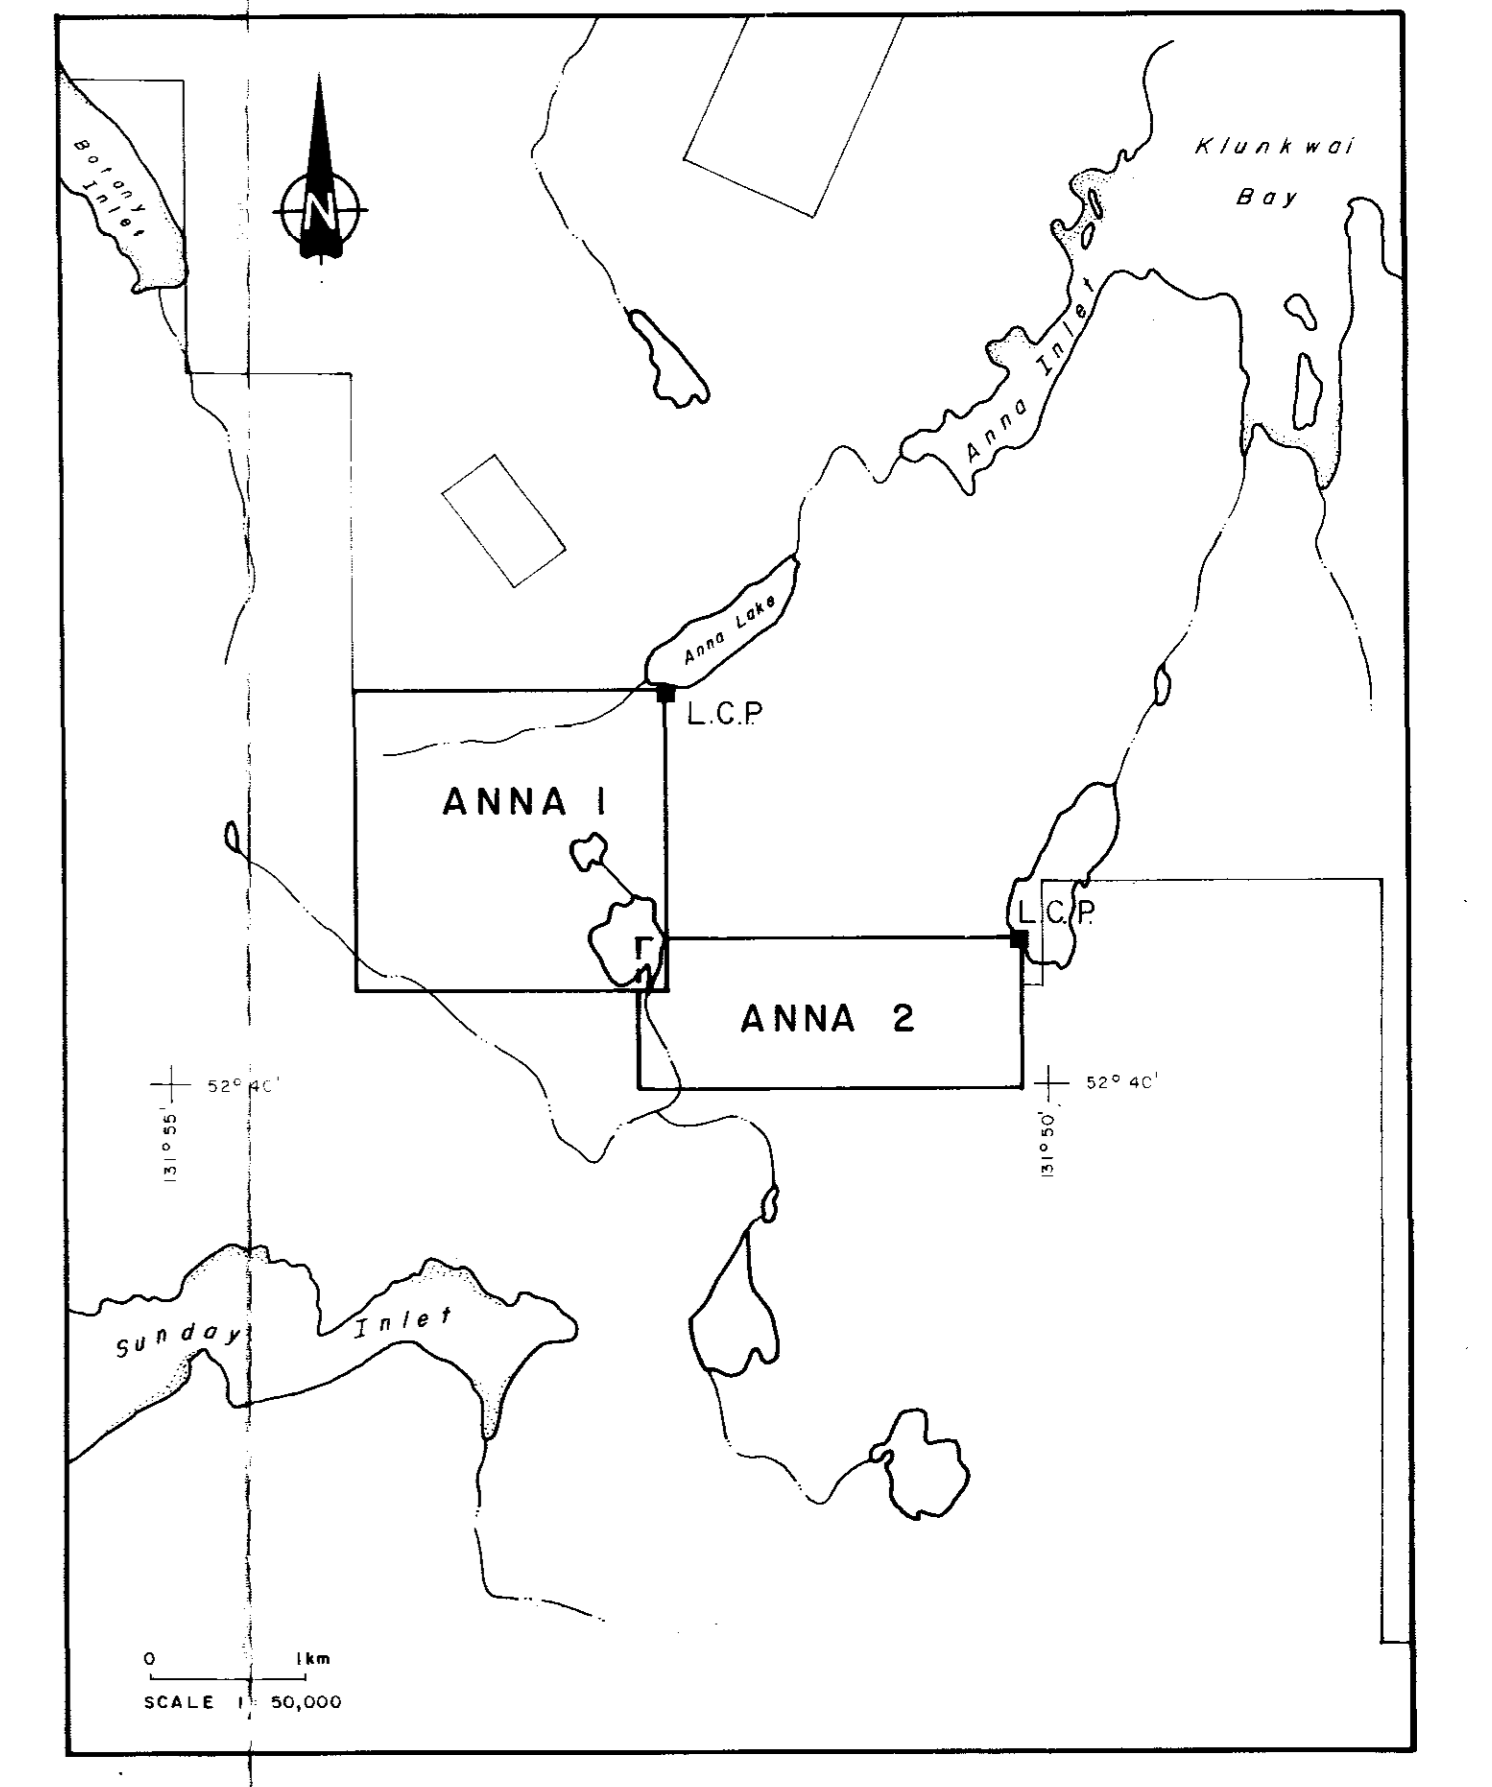 Klunkwai
Bay
Botany
Inlet
N
Anna Inlet
Anna Lake
L.C.P.
ANNA 1
L.C.P.
ANNA 2
52° 40'
131° 55'
52° 40'
131° 50'
Sunday Inlet
0 1km
SCALE 1: 50,000